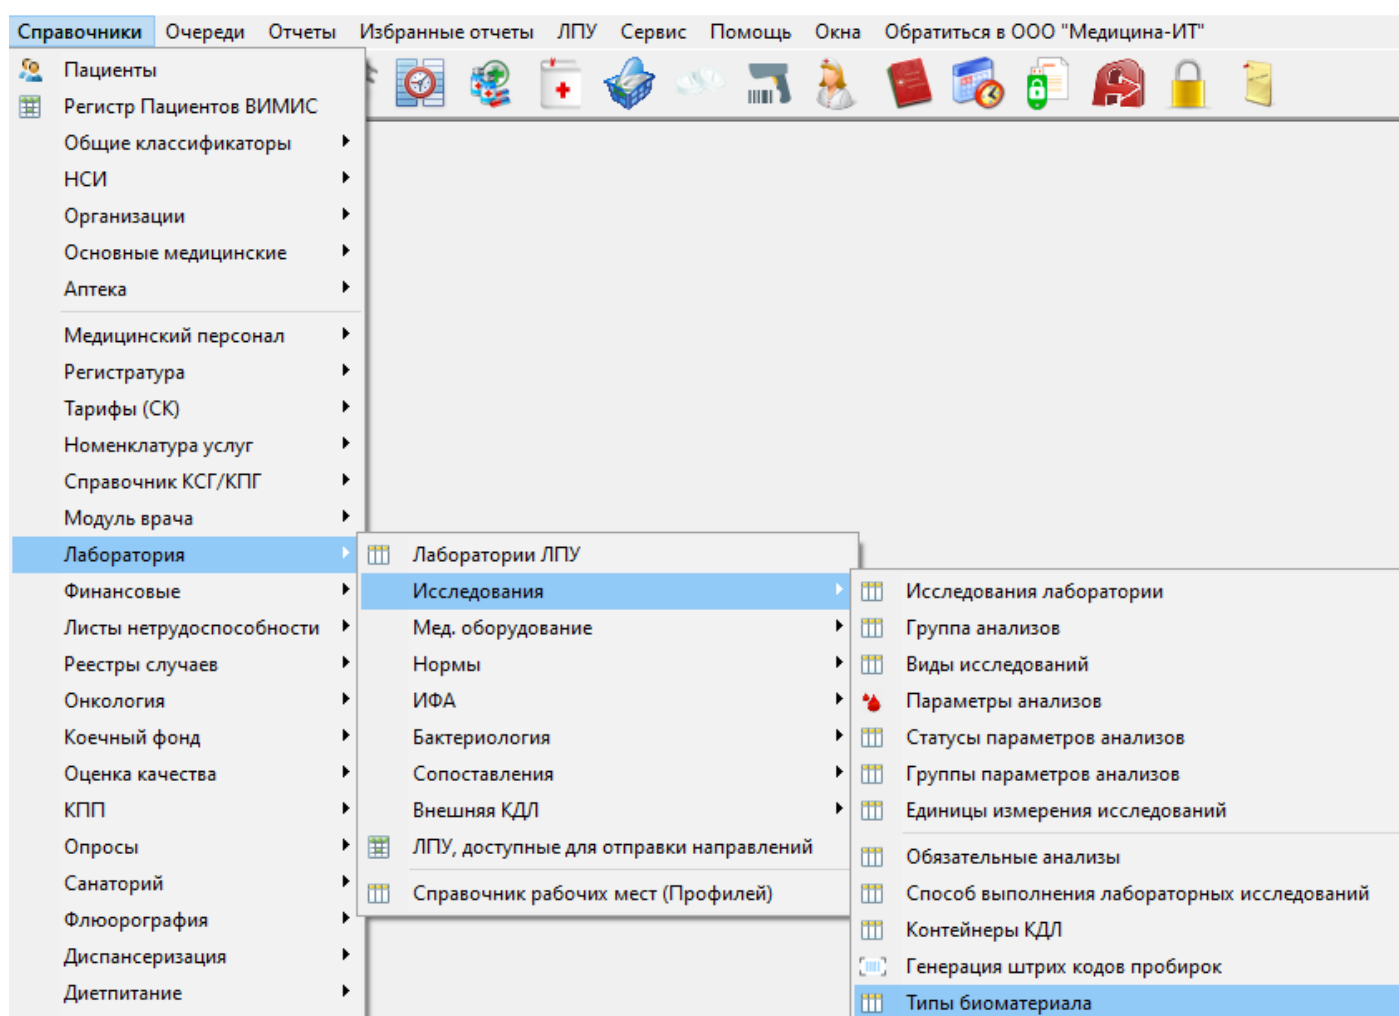 Справочники Очереди Отчеты Избранные отчеты ЛПУ Сервис Помощь Окна Обратиться в ООО "Медицина-ИТ"
Пациенты
Регистр Пациентов ВИМИС
Общие классификаторы
НСИ
Организации
Основные медицинские
Аптека
Медицинский персонал
Регистратура
Тарифы (СК)
Номенклатура услуг
Справочник КСГ/КПГ
Модуль врача
Лаборатория
Финансовые
Листы нетрудоспособности
Реестры случаев
Онкология
Коечный фонд
Оценка качества
КПП
Опросы
Санаторий
Флюорография
Диспансеризация
Диетпитание
Лаборатории ЛПУ
Исследования
Мед. оборудование
Нормы
ИФА
Бактериология
Сопоставления
Внешняя КДЛ
ЛПУ, доступные для отправки направлений
Справочник рабочих мест (Профилей)
Исследования лаборатории
Группа анализов
Виды исследований
Параметры анализов
Статусы параметров анализов
Группы параметров анализов
Единицы измерения исследований
Обязательные анализы
Способ выполнения лабораторных исследований
Контейнеры КДЛ
Генерация штрих кодов пробирок
Типы биоматериала